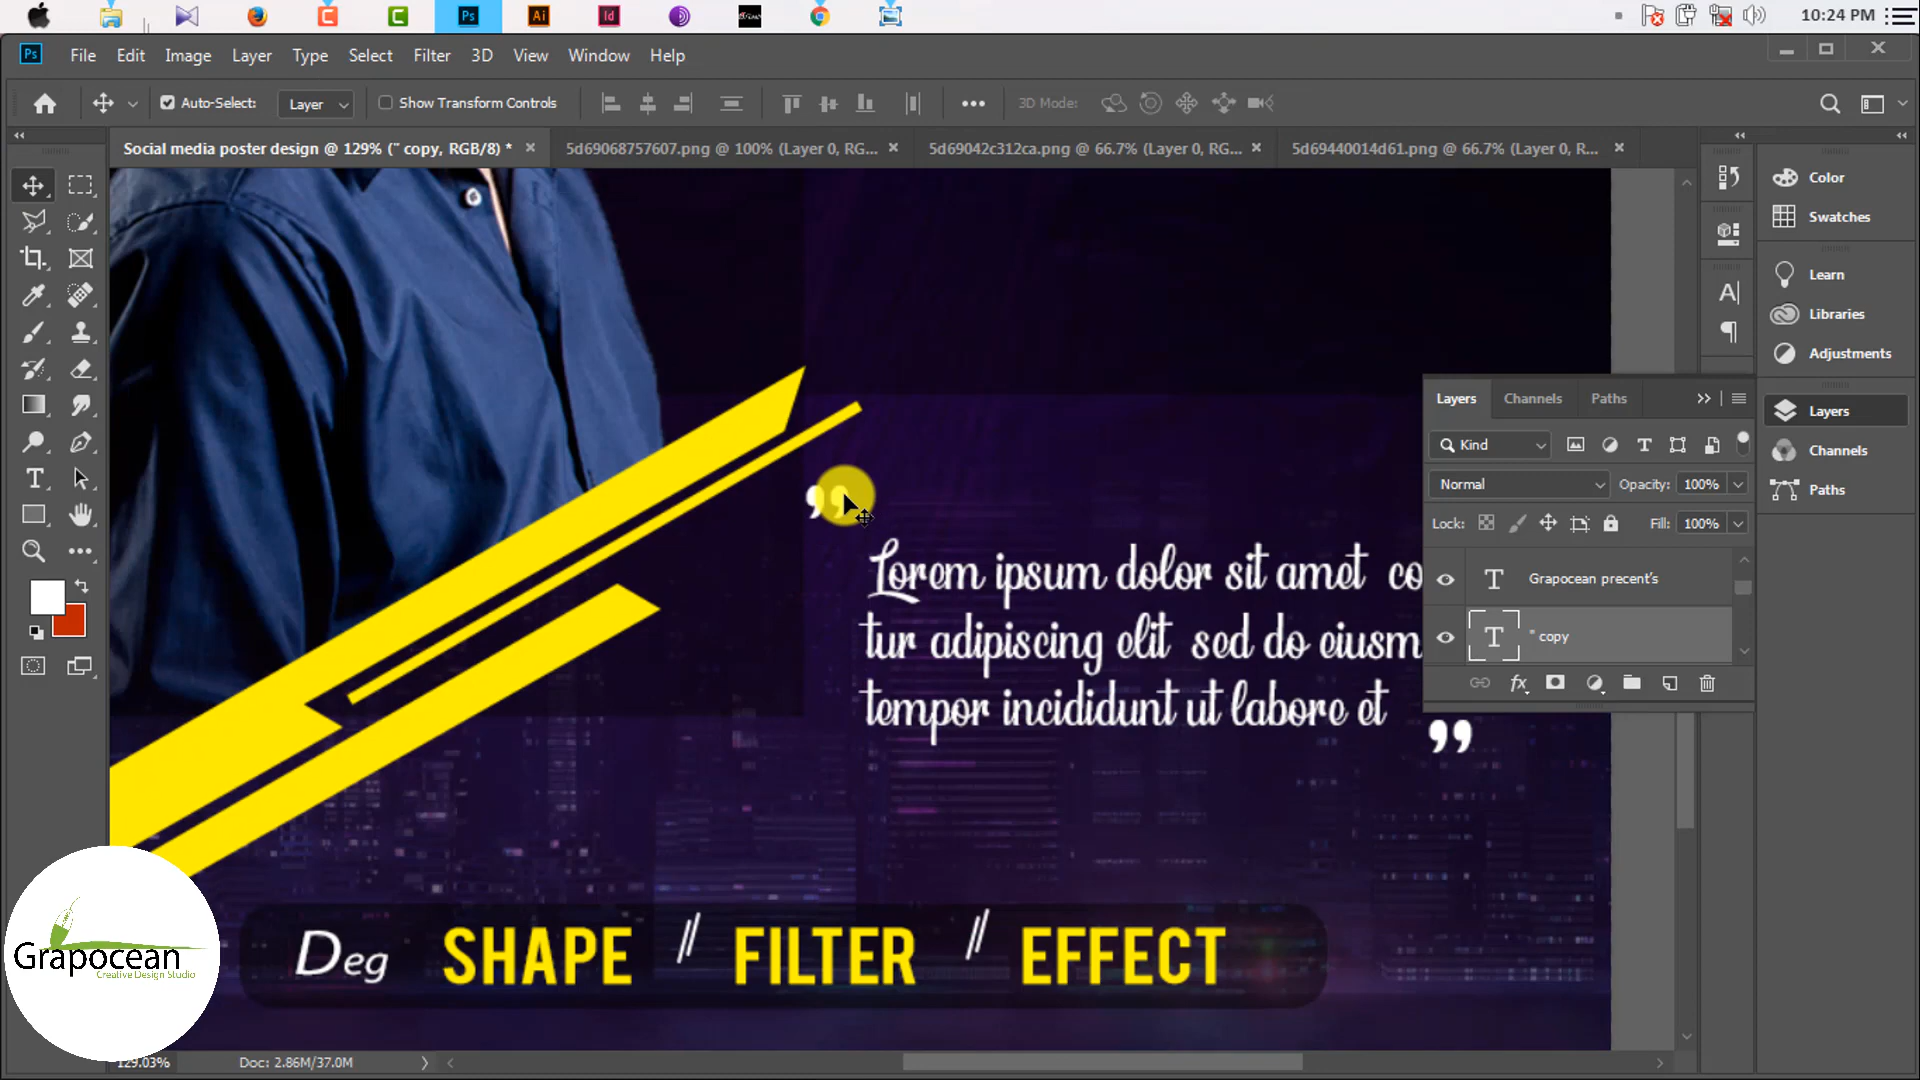 10:24 PM
Ps
Ai
Id
Ps
File Edit Image Layer Type Select Filter 3D View Window Help
Auto-Select: Layer Show Transform Controls 3D Mode:
Social media poster design @ 129% (" copy, RGB/8) *
5d69068757607.png @ 100% (Layer 0, RG...
5d69042c312ca.png @ 66.7% (Layer 0, RG...
5d69440014d61.png @ 66.7% (Layer 0, R...
Color
Swatches
Learn
Libraries
Adjustments
Layers
Channels
Paths
Layers Channels Paths
Kind
Normal Opacity: 100%
Lock: Fill: 100%
Grapocean precent's
" copy
fx
”
Lorem ipsum dolor sit amet co
tur adipiscing elit sed do eiusm
tempor incididunt ut labore et
”
Deg SHAPE // FILTER // EFFECT
Grapocean
Creative Design Studio
129.03% Doc: 2.86M/37.0M